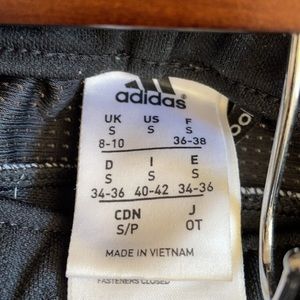 adidas
UK US F
S S S
8-10 36-38
D I E
S S S
34-36 40-42 34-36
CDN J
S/P OT
MADE IN VIETNAM
FASTENERS CLOSED